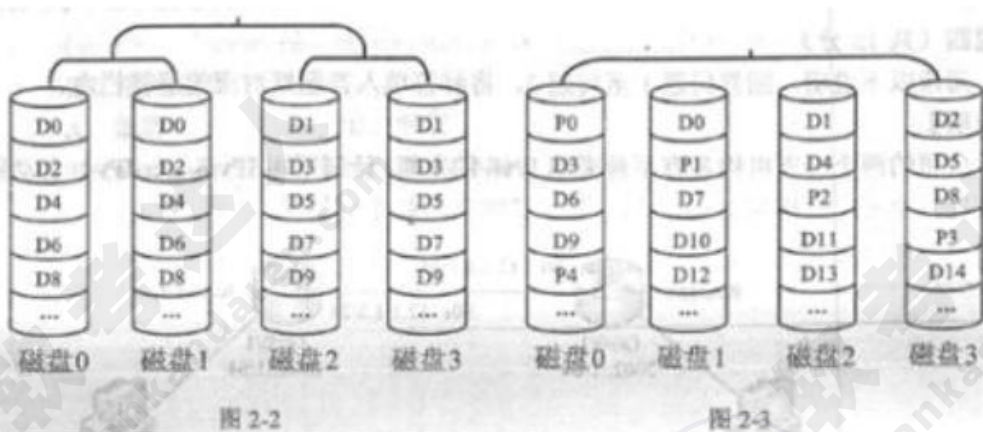 D0 D0 D1 D1 P0 D0 D1 D2
D2 D2 D3 D3 D3 P1 D4 D5
D4 D4 D5 D5 D6 D7 P2 D8
D6 D6 D7 D7 D9 D10 D11 P3
D8 D8 D9 D9 P4 D12 D13 D14
... ... ... ... ... ... ... ...
磁盘0 磁盘1 磁盘2 磁盘3 磁盘0 磁盘1 磁盘2 磁盘3
图 2-2 图 2-3